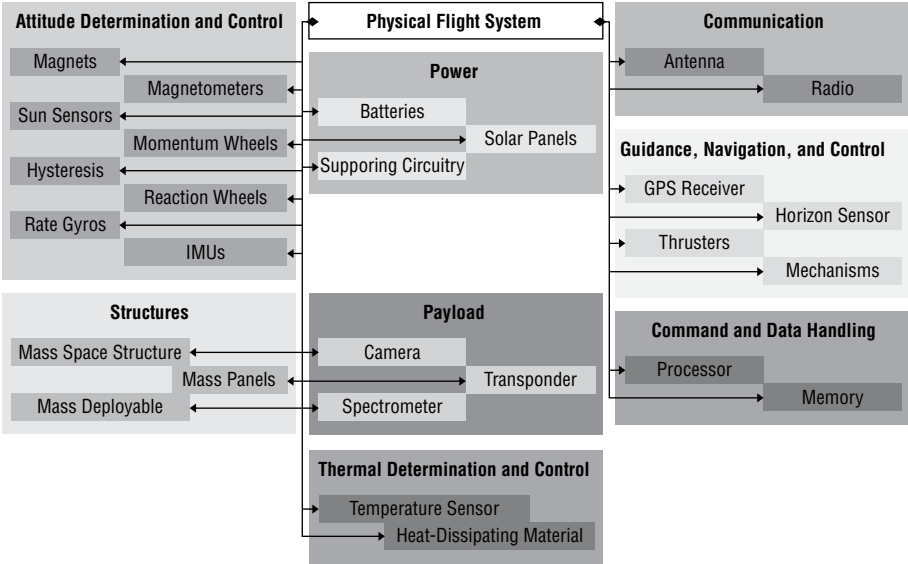 Physical Flight System
Attitude Determination and Control
Magnets
Magnetometers
Sun Sensors
Momentum Wheels
Hysteresis
Reaction Wheels
Rate Gyros
IMUs
Power
Batteries
Solar Panels
Supporing Circuitry
Communication
Antenna
Radio
Guidance, Navigation, and Control
GPS Receiver
Horizon Sensor
Thrusters
Mechanisms
Structures
Mass Space Structure
Mass Panels
Mass Deployable
Payload
Camera
Transponder
Spectrometer
Command and Data Handling
Processor
Memory
Thermal Determination and Control
Temperature Sensor
Heat-Dissipating Material